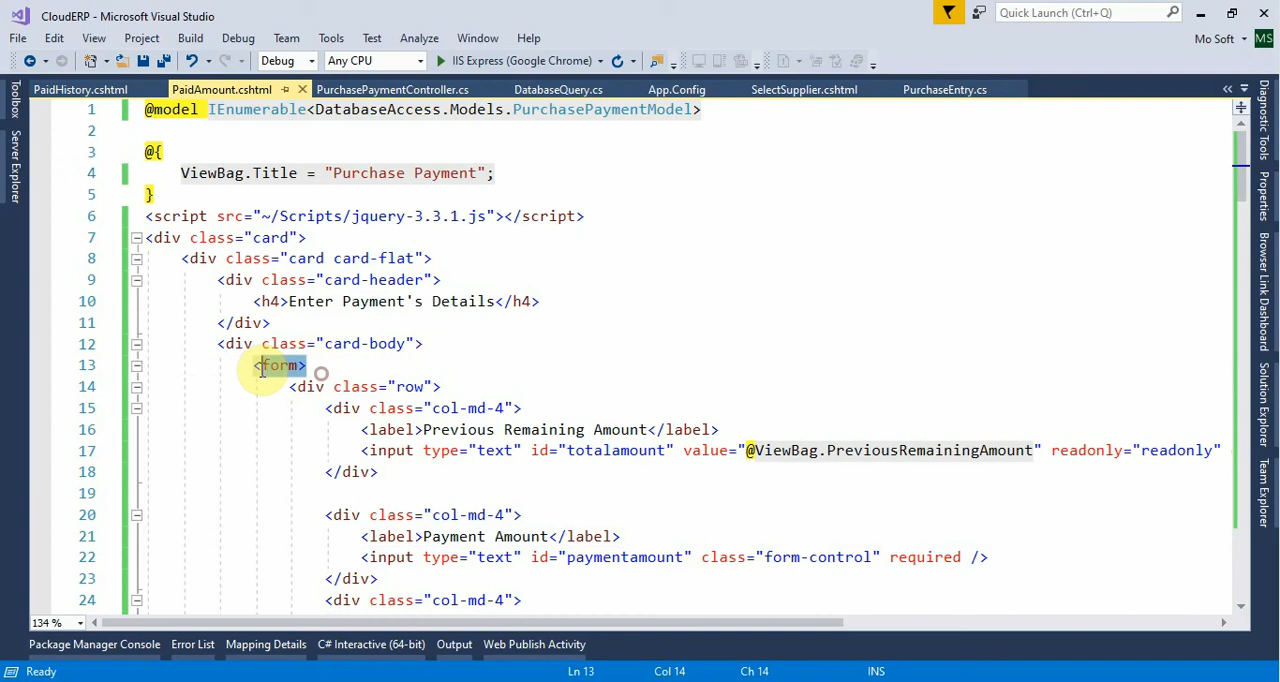 CloudERP - Microsoft Visual Studio
Quick Launch (Ctrl+Q)
File Edit View Project Build Debug Team Tools Test Analyze Window Help
Mo Soft MS
Debug Any CPU IIS Express (Google Chrome)
PaidHistory.cshtml PaidAmount.cshtml PurchasePaymentController.cs DatabaseQuery.cs App.Config SelectSupplier.cshtml PurchaseEntry.cs
Toolbox
Server Explorer
1 @model IEnumerable<DatabaseAccess.Models.PurchasePaymentModel>
2
3 @{
4 ViewBag.Title = "Purchase Payment";
5 }
6 <script src="~/Scripts/jquery-3.3.1.js"></script>
7 <div class="card">
8 <div class="card card-flat">
9 <div class="card-header">
10 <h4>Enter Payment's Details</h4>
11 </div>
12 <div class="card-body">
13 <form>
14 <div class="row">
15 <div class="col-md-4">
16 <label>Previous Remaining Amount</label>
17 <input type="text" id="totalamount" value="@ViewBag.PreviousRemainingAmount" readonly="readonly"
18 </div>
19
20 <div class="col-md-4">
21 <label>Payment Amount</label>
22 <input type="text" id="paymentamount" class="form-control" required />
23 </div>
24 <div class="col-md-4">
Diagnostic Tools
Properties
Browser Link Dashboard
Solution Explorer
Team Explorer
134 %
Package Manager Console Error List Mapping Details C# Interactive (64-bit) Output Web Publish Activity
Ready Ln 13 Col 14 Ch 14 INS